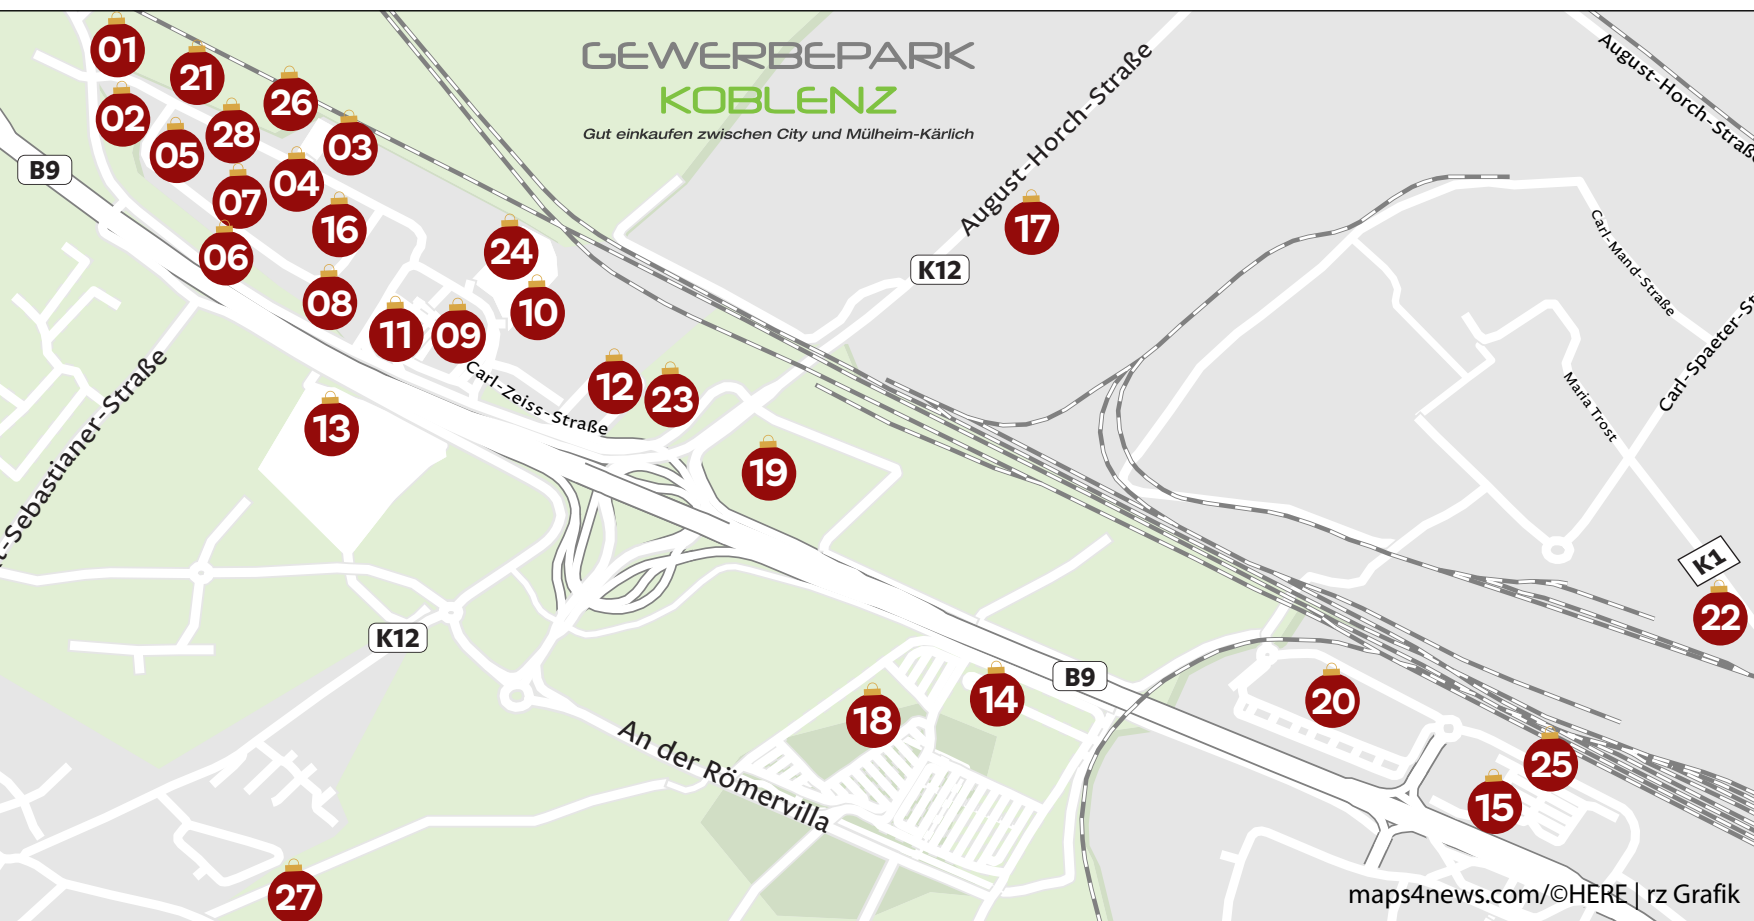 GEWERBEPARK
KOBLENZ
Gut einkaufen zwischen City und Mülheim-Kärlich
01
21
26
02
28
03
05
04
07
16
06
24
08
10
11
09
12
23
13
17
19
14
18
20
22
25
15
27
B9
K12
August-Horch-Straße
August-Horch-Straße
Carl-Mand-Straße
Carl-Spaeter-St
Maria Trost
K1
Carl-Zeiss-Straße
t-Sebastianer-Straße
K12
B9
An der Römervilla
maps4news.com/©HERE | rz Grafik